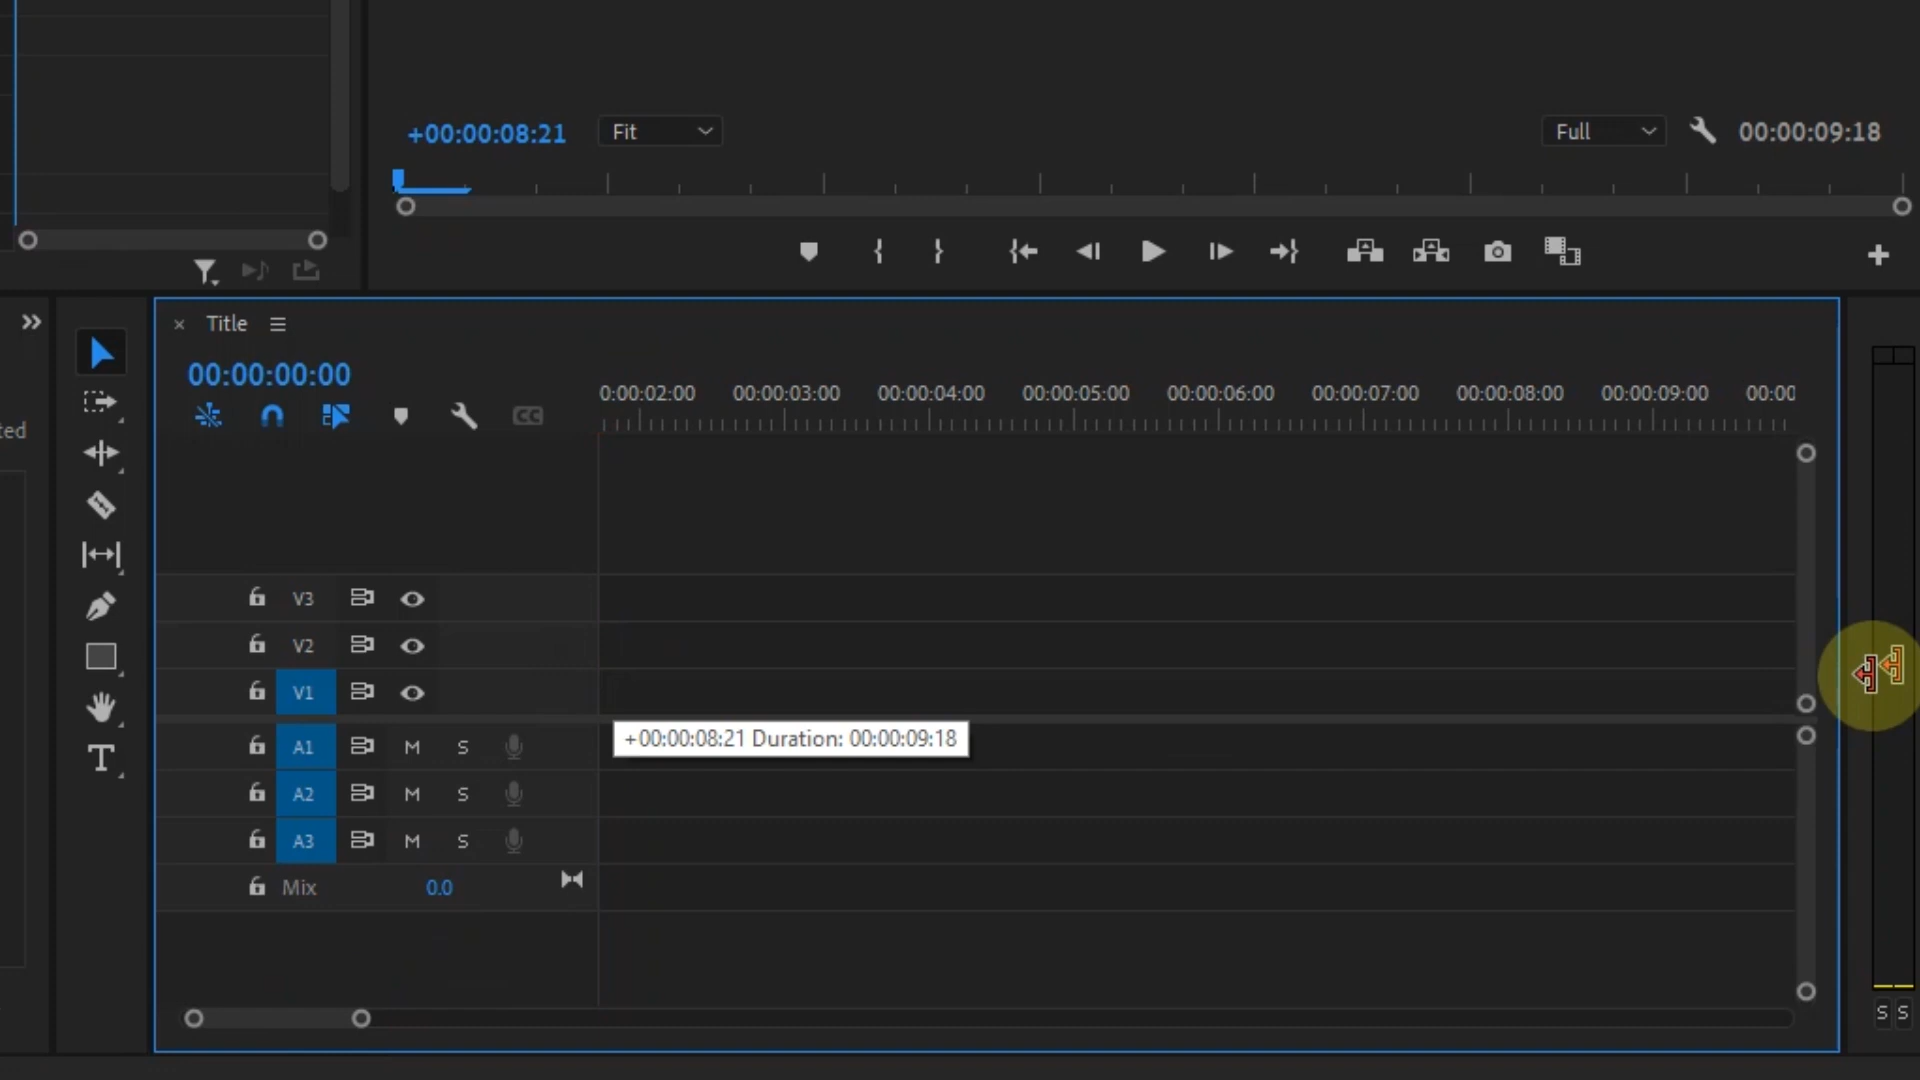 +00:00:08:21 Fit Full 00:00:09:18
Title
00:00:00:00
0:00:02:00 00:00:03:00 00:00:04:00 00:00:05:00 00:00:06:00 00:00:07:00 00:00:08:00 00:00:09:00 00:00
CC
ted
V3
V2
V1
+00:00:08:21 Duration: 00:00:09:18
A1 M S
A2 M S
A3 M S
Mix 0.0
T
S S